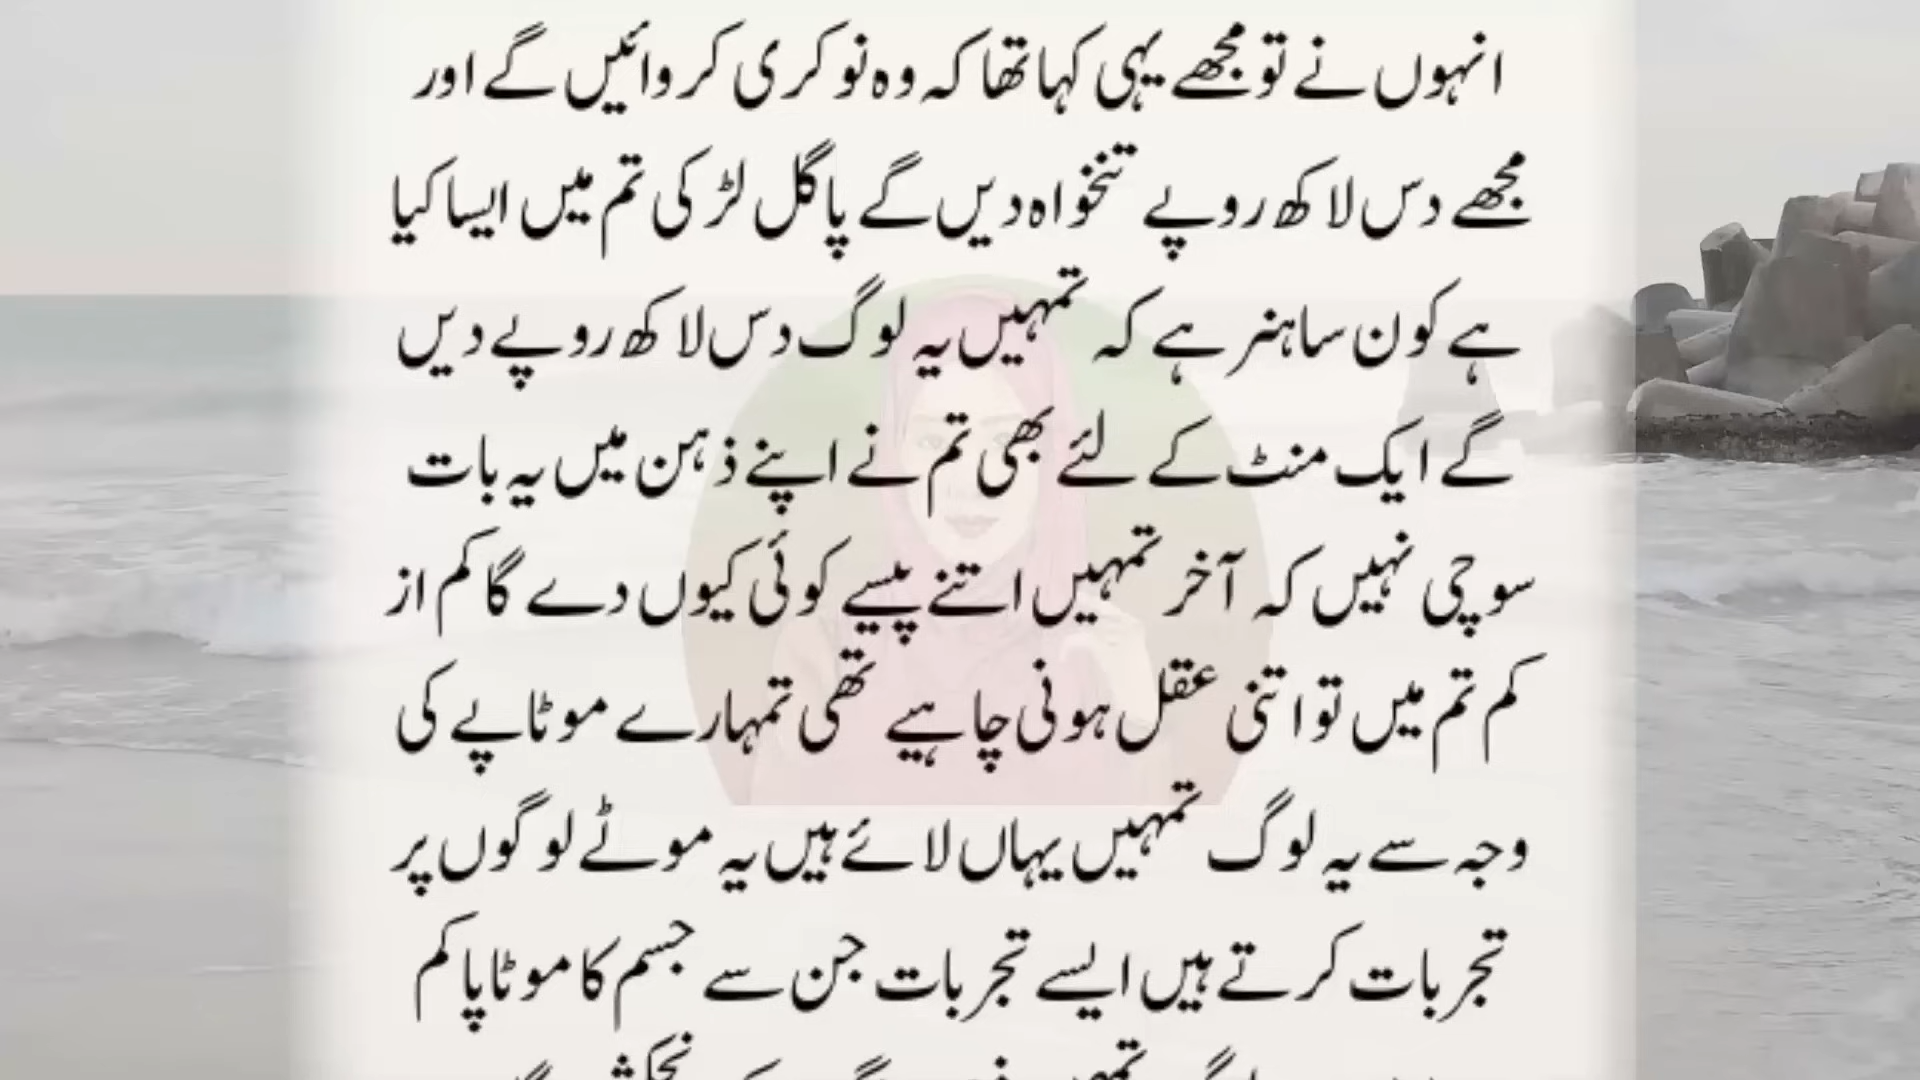 انہوں نے تو مجھے یہی کہا تھا کہ وہ نوکری کروائیں گے اور
مجھے دس لاکھ روپے تنخواہ دیں گے پاگل لڑکی تم میں ایسا کیا
ہے کون سا ہنر ہے کہ تمہیں یہ لوگ دس لاکھ روپے دیں
گے ایک منٹ کے لئے بھی تم نے اپنے ذہن میں یہ بات
سوچی نہیں کہ آخر تمہیں اتنے پیسے کوئی کیوں دے گا کم از
کم تم میں تو اتنی عقل ہونی چاہیے تھی تمہارے موٹاپے کی
وجہ سے یہ لوگ تمہیں یہاں لائے ہیں یہ موٹے لوگوں پر
تجربات کرتے ہیں ایسے تجربات جن سے جسم کا موٹاپا کم